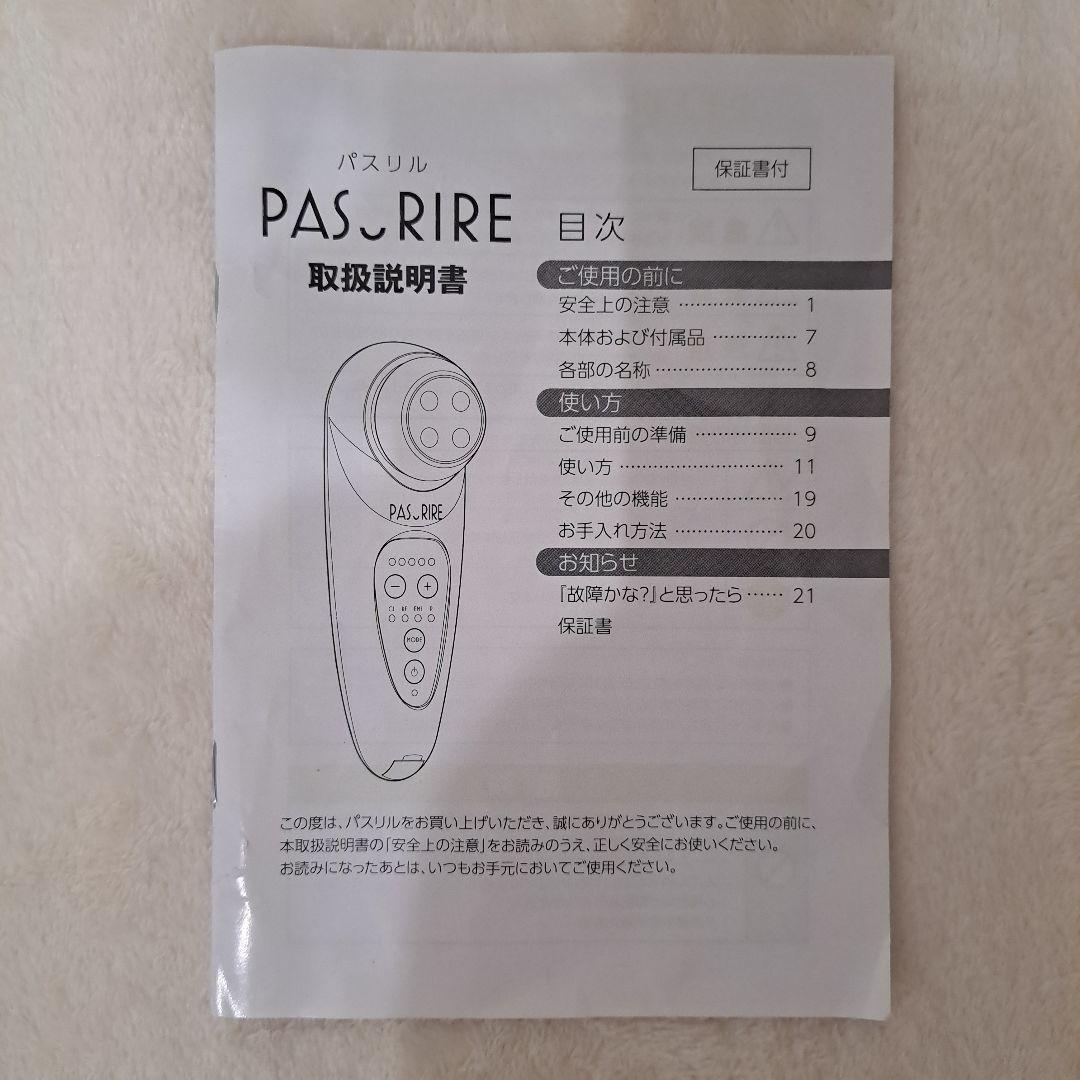 パスリル
PASURIRE
取扱説明書
保証書付
目次
ご使用の前に
安全上の注意 ……………………… 1
本体および付属品 ……………… 7
各部の名称 ……………………… 8
使い方
ご使用前の準備 ………………… 9
使い方 …………………………… 11
その他の機能 …………………… 19
お手入れ方法 …………………… 20
お知らせ
『故障かな?』と思ったら …… 21
保証書
PASURIRE
－ ＋
CL RE EMS P
MODE
この度は、パスリルをお買い上げいただき、誠にありがとうございます。ご使用の前に、
本取扱説明書の「安全上の注意」をお読みのうえ、正しく安全にお使いください。
お読みになったあとは、いつもお手元においてご使用ください。